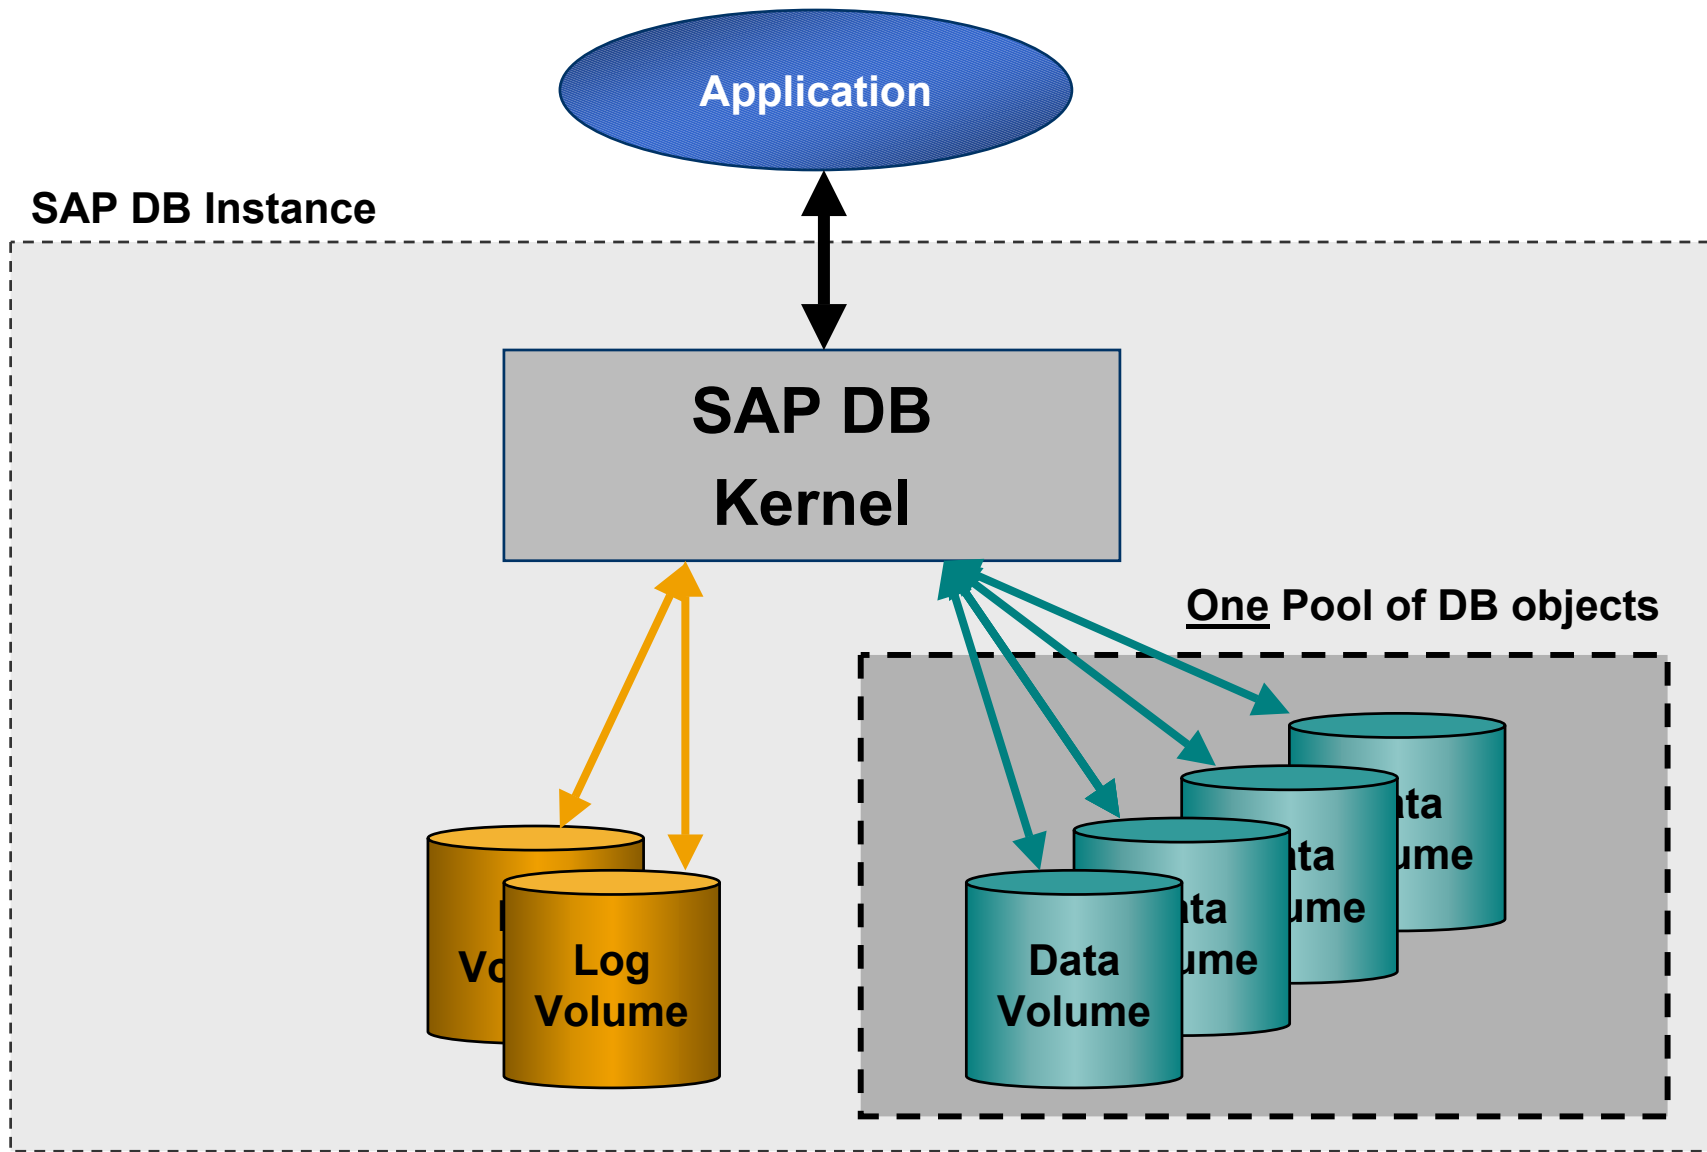 Application
SAP DB Instance
SAP DB
Kernel
One Pool of DB objects
Log
Volume
Data
Volume